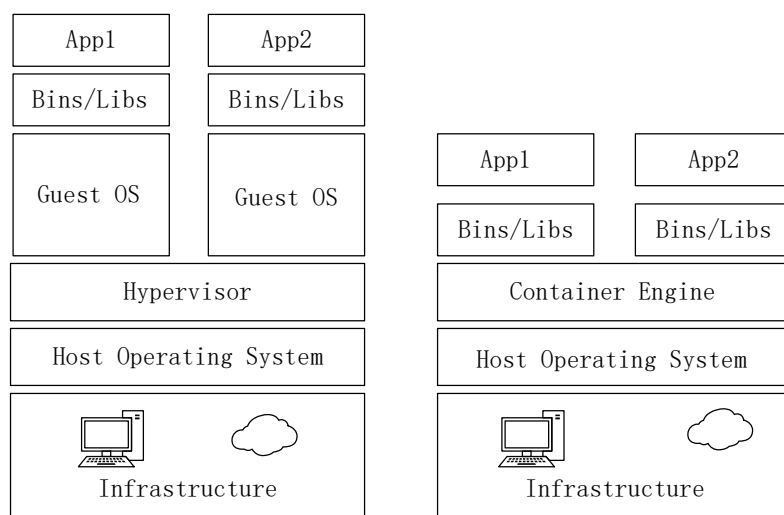 App1
App2
Bins/Libs
Bins/Libs
Guest OS
Guest OS
Hypervisor
Host Operating System
Infrastructure
App1
App2
Bins/Libs
Bins/Libs
Container Engine
Host Operating System
Infrastructure